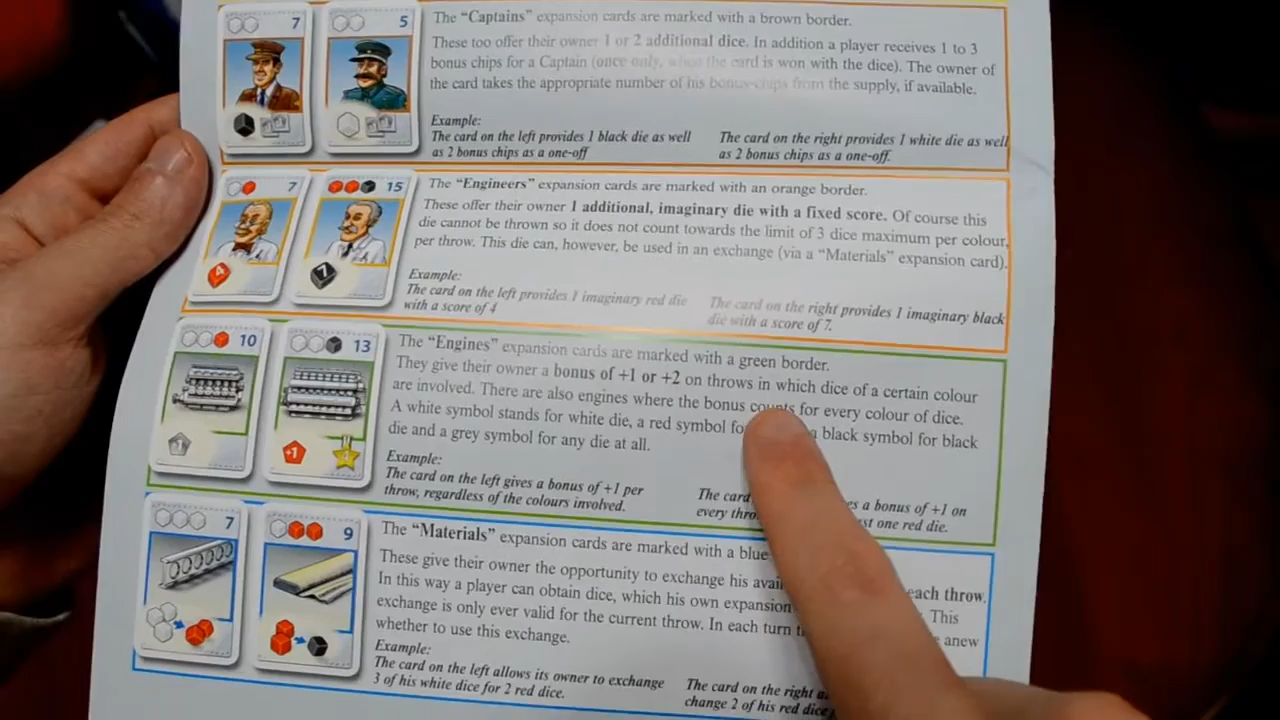 7
5
The “Captains” expansion cards are marked with a brown border.
These too offer their owner 1 or 2 additional dice. In addition a player receives 1 to 3
bonus chips for a Captain (once only, when the card is won with the dice). The owner of
the card takes the appropriate number of his bonus-chips from the supply, if available.
Example:
The card on the left provides 1 black die as well
as 2 bonus chips as a one-off
The card on the right provides 1 white die as well
as 2 bonus chips as a one-off.
7
15
4
7
The “Engineers” expansion cards are marked with an orange border.
These offer their owner 1 additional, imaginary die with a fixed score. Of course this
die cannot be thrown so it does not count towards the limit of 3 dice maximum per colour,
per throw. This die can, however, be used in an exchange (via a “Materials” expansion card).
Example:
The card on the left provides 1 imaginary red die
with a score of 4
The card on the right provides 1 imaginary black
die with a score of 7.
10
13
+1
The “Engines” expansion cards are marked with a green border.
They give their owner a bonus of +1 or +2 on throws in which dice of a certain colour
are involved. There are also engines where the bonus counts for every colour of dice.
A white symbol stands for white die, a red symbol fo a black symbol for black
die and a grey symbol for any die at all.
Example:
The card on the left gives a bonus of +1 per
throw, regardless of the colours involved.
The card es a bonus of +1 on
every thro st one red die.
7
9
The “Materials” expansion cards are marked with a blue
These give their owner the opportunity to exchange his avai each throw.
In this way a player can obtain dice, which his own expansion This
exchange is only ever valid for the current throw. In each turn t anew
whether to use this exchange.
Example:
The card on the left allows its owner to exchange
3 of his white dice for 2 red dice.
The card on the right a
change 2 of his red dice